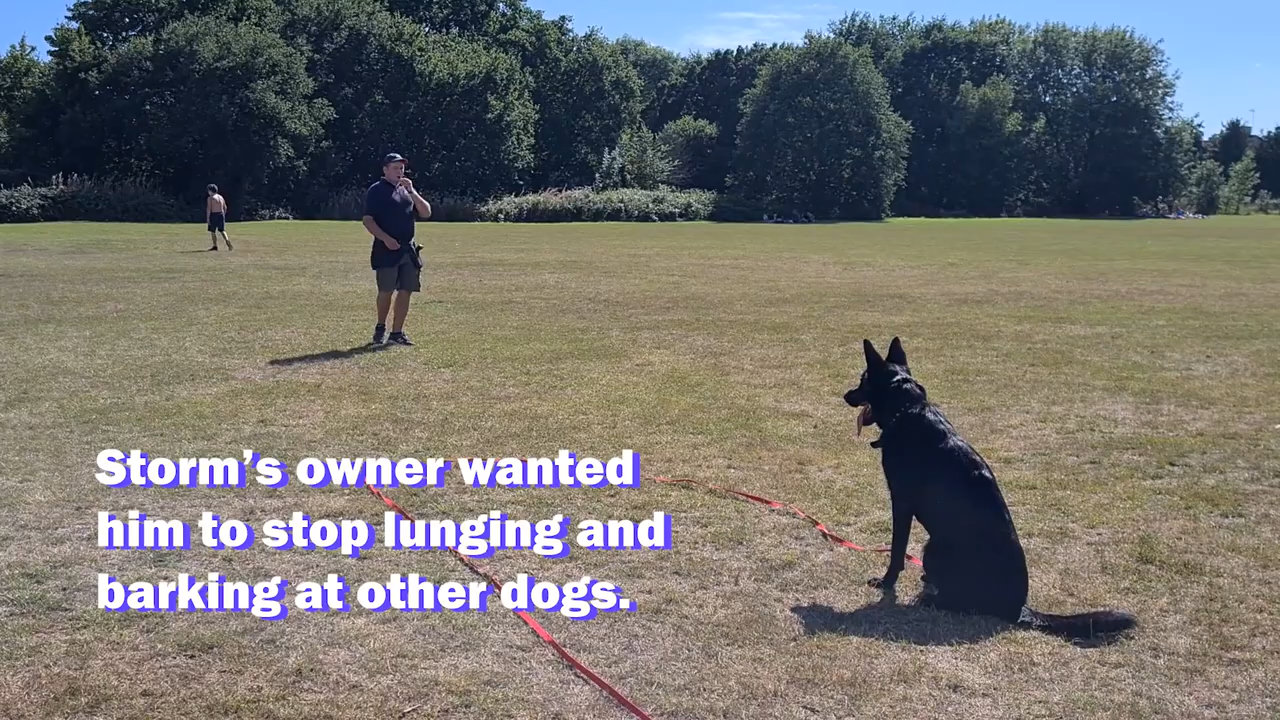 Storm’s owner wanted
him to stop lunging and
barking at other dogs.